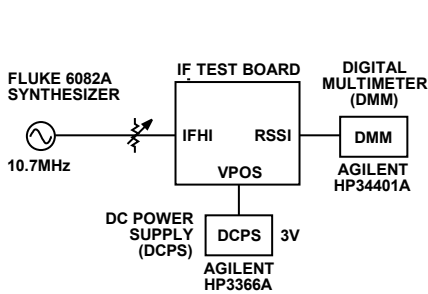 FLUKE 6082A
SYNTHESIZER
10.7MHz
IF TEST BOARD
IFHI
RSSI
VPOS
DIGITAL
MULTIMETER
(DMM)
DMM
AGILENT
HP34401A
DC POWER
SUPPLY
(DCPS)
DCPS
3V
AGILENT
HP3366A